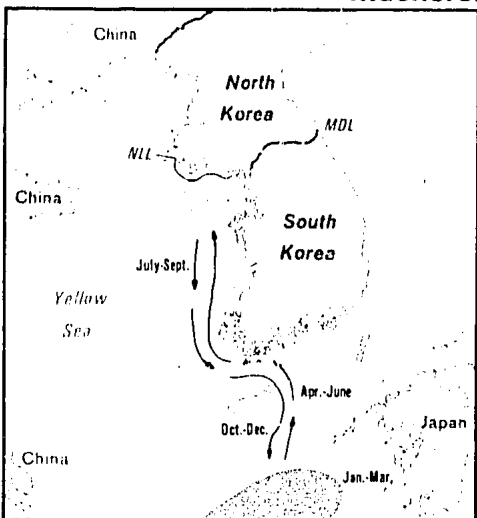 China
North
Korea
MDL
NLL
China
South
Korea
July-Sept.
Yellow
Sea
Apr.-June
Oct.-Dec.
Japan
China
Jan.-Mar.